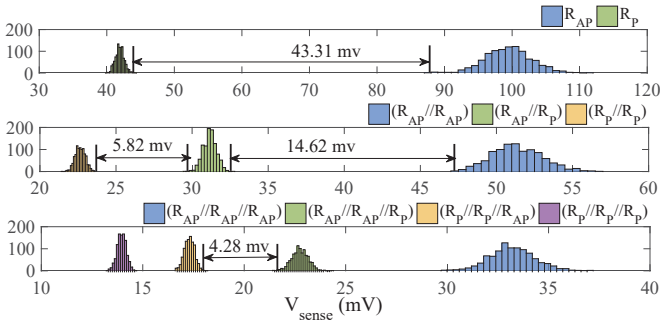 R_AP R_P
200
100
0
43.31 mv
30 40 50 60 70 80 90 100 110 120
(R_AP//R_AP) (R_AP//R_P) (R_P//R_P)
200
100
0
5.82 mv 14.62 mv
20 25 30 35 40 45 50 55 60
(R_AP//R_AP//R_AP) (R_AP//R_AP//R_P) (R_P//R_P//R_AP) (R_P//R_P//R_P)
200
100
0
4.28 mv
10 15 20 25 30 35 40
V_sense (mV)